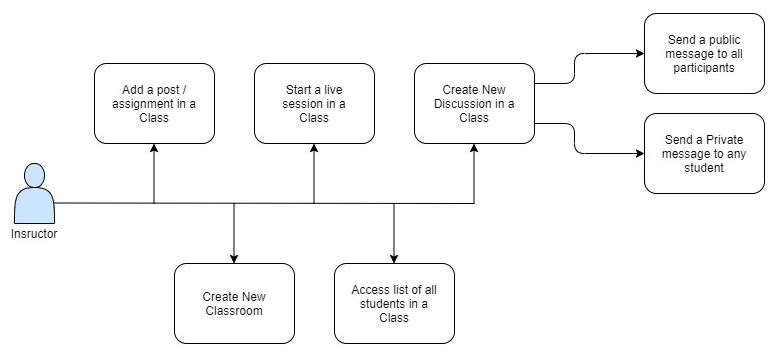 Send a public
message to all
participants
Add a post /
assignment in a
Class
Start a live
session in a
Class
Create New
Discussion in a
Class
Send a Private
message to any
student
Insructor
Create New
Classroom
Access list of all
students in a
Class